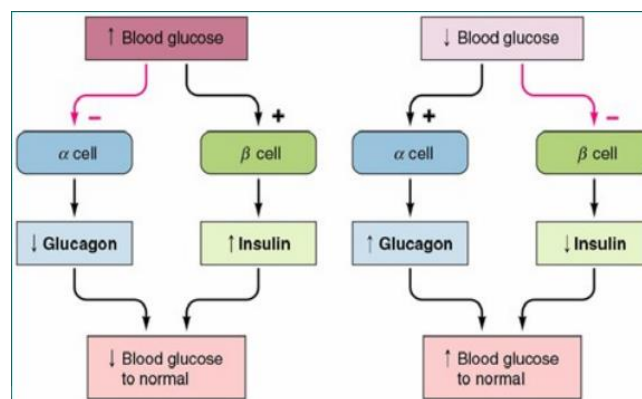 ↑ Blood glucose
−
+
α cell
β cell
↓ Glucagon
↑ Insulin
↓ Blood glucose
to normal
↓ Blood glucose
+
−
α cell
β cell
↑ Glucagon
↓ Insulin
↑ Blood glucose
to normal